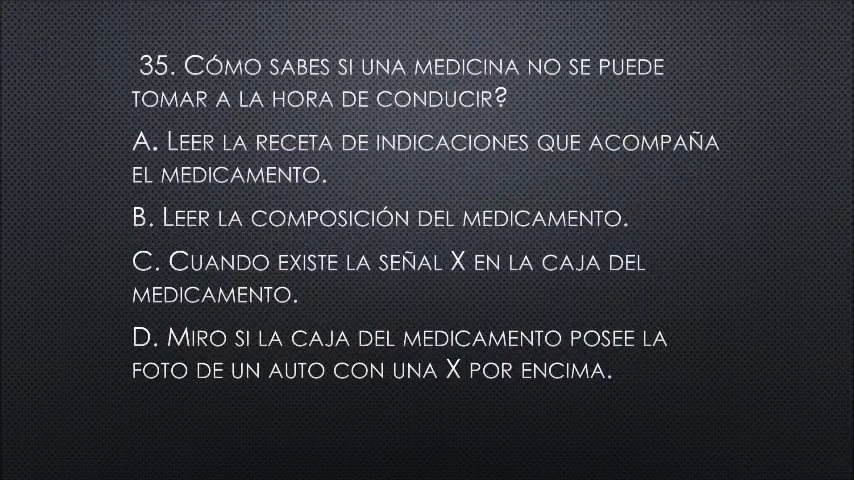 35. Cómo sabes si una medicina no se puede
tomar a la hora de conducir?
A. Leer la receta de indicaciones que acompaña
el medicamento.
B. Leer la composición del medicamento.
C. Cuando existe la señal X en la caja del
medicamento.
D. Miro si la caja del medicamento posee la
foto de un auto con una X por encima.